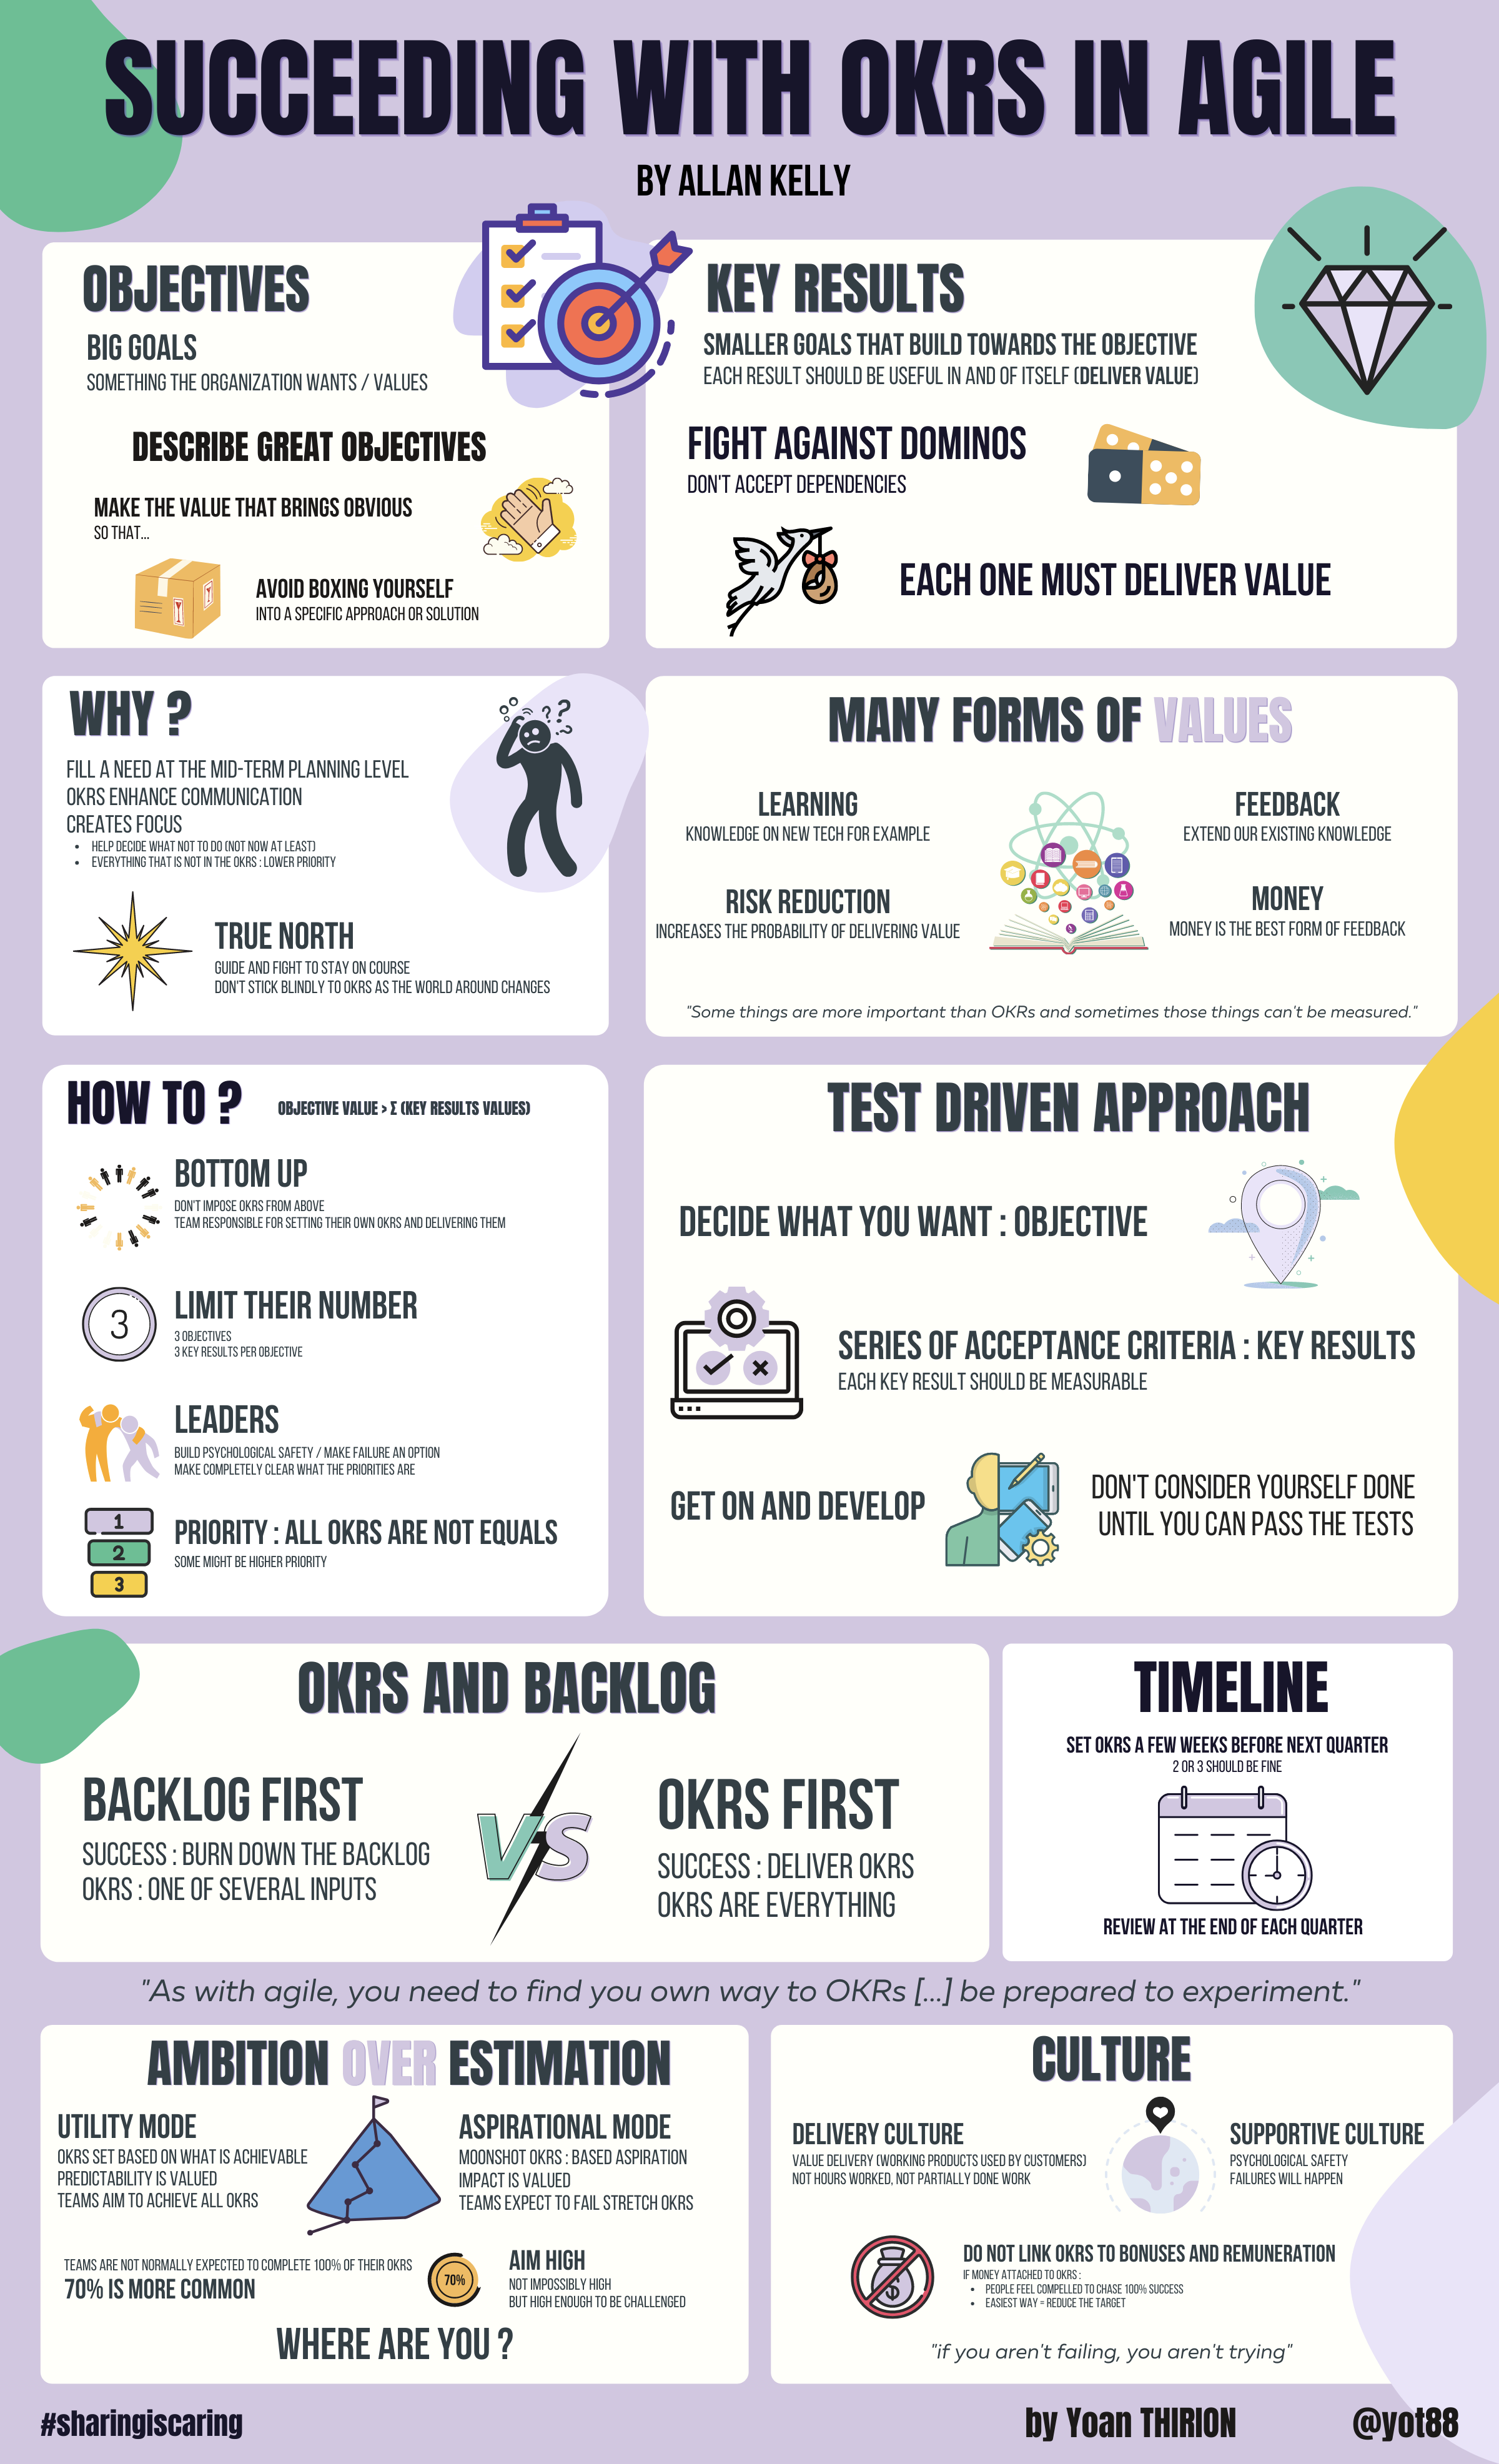 SUCCEEDING WITH OKRS IN AGILE
BY ALLAN KELLY
OBJECTIVES
BIG GOALS
SOMETHING THE ORGANIZATION WANTS / VALUES
DESCRIBE GREAT OBJECTIVES
MAKE THE VALUE THAT BRINGS OBVIOUS
SO THAT...
AVOID BOXING YOURSELF
INTO A SPECIFIC APPROACH OR SOLUTION
KEY RESULTS
SMALLER GOALS THAT BUILD TOWARDS THE OBJECTIVE
EACH RESULT SHOULD BE USEFUL IN AND OF ITSELF (DELIVER VALUE)
FIGHT AGAINST DOMINOS
DON'T ACCEPT DEPENDENCIES
EACH ONE MUST DELIVER VALUE
WHY ?
FILL A NEED AT THE MID-TERM PLANNING LEVEL
OKRS ENHANCE COMMUNICATION
CREATES FOCUS
• HELP DECIDE WHAT NOT TO DO (NOT NOW AT LEAST)
• EVERYTHING THAT IS NOT IN THE OKRS : LOWER PRIORITY
TRUE NORTH
GUIDE AND FIGHT TO STAY ON COURSE
DON'T STICK BLINDLY TO OKRS AS THE WORLD AROUND CHANGES
MANY FORMS OF VALUES
LEARNING
KNOWLEDGE ON NEW TECH FOR EXAMPLE
FEEDBACK
EXTEND OUR EXISTING KNOWLEDGE
RISK REDUCTION
INCREASES THE PROBABILITY OF DELIVERING VALUE
MONEY
MONEY IS THE BEST FORM OF FEEDBACK
"Some things are more important than OKRs and sometimes those things can't be measured."
HOW TO ?
OBJECTIVE VALUE > Σ (KEY RESULTS VALUES)
BOTTOM UP
DON'T IMPOSE OKRS FROM ABOVE
TEAM RESPONSIBLE FOR SETTING THEIR OWN OKRS AND DELIVERING THEM
3
LIMIT THEIR NUMBER
3 OBJECTIVES
3 KEY RESULTS PER OBJECTIVE
LEADERS
BUILD PSYCHOLOGICAL SAFETY / MAKE FAILURE AN OPTION
MAKE COMPLETELY CLEAR WHAT THE PRIORITIES ARE
1
2
3
PRIORITY : ALL OKRS ARE NOT EQUALS
SOME MIGHT BE HIGHER PRIORITY
TEST DRIVEN APPROACH
DECIDE WHAT YOU WANT : OBJECTIVE
SERIES OF ACCEPTANCE CRITERIA : KEY RESULTS
EACH KEY RESULT SHOULD BE MEASURABLE
GET ON AND DEVELOP
DON'T CONSIDER YOURSELF DONE
UNTIL YOU CAN PASS THE TESTS
OKRS AND BACKLOG
BACKLOG FIRST
SUCCESS : BURN DOWN THE BACKLOG
OKRS : ONE OF SEVERAL INPUTS
VS
OKRS FIRST
SUCCESS : DELIVER OKRS
OKRS ARE EVERYTHING
TIMELINE
SET OKRS A FEW WEEKS BEFORE NEXT QUARTER
2 OR 3 SHOULD BE FINE
REVIEW AT THE END OF EACH QUARTER
"As with agile, you need to find you own way to OKRs [...] be prepared to experiment."
AMBITION OVER ESTIMATION
UTILITY MODE
OKRS SET BASED ON WHAT IS ACHIEVABLE
PREDICTABILITY IS VALUED
TEAMS AIM TO ACHIEVE ALL OKRS
ASPIRATIONAL MODE
MOONSHOT OKRS : BASED ASPIRATION
IMPACT IS VALUED
TEAMS EXPECT TO FAIL STRETCH OKRS
TEAMS ARE NOT NORMALLY EXPECTED TO COMPLETE 100% OF THEIR OKRS
70% IS MORE COMMON
70%
AIM HIGH
NOT IMPOSSIBLY HIGH
BUT HIGH ENOUGH TO BE CHALLENGED
WHERE ARE YOU ?
CULTURE
DELIVERY CULTURE
VALUE DELIVERY (WORKING PRODUCTS USED BY CUSTOMERS)
NOT HOURS WORKED, NOT PARTIALLY DONE WORK
SUPPORTIVE CULTURE
PSYCHOLOGICAL SAFETY
FAILURES WILL HAPPEN
$
DO NOT LINK OKRS TO BONUSES AND REMUNERATION
IF MONEY ATTACHED TO OKRS :
• PEOPLE FEEL COMPELLED TO CHASE 100% SUCCESS
• EASIEST WAY = REDUCE THE TARGET
"if you aren't failing, you aren't trying"
#sharingiscaring
by Yoan THIRION
@yot88